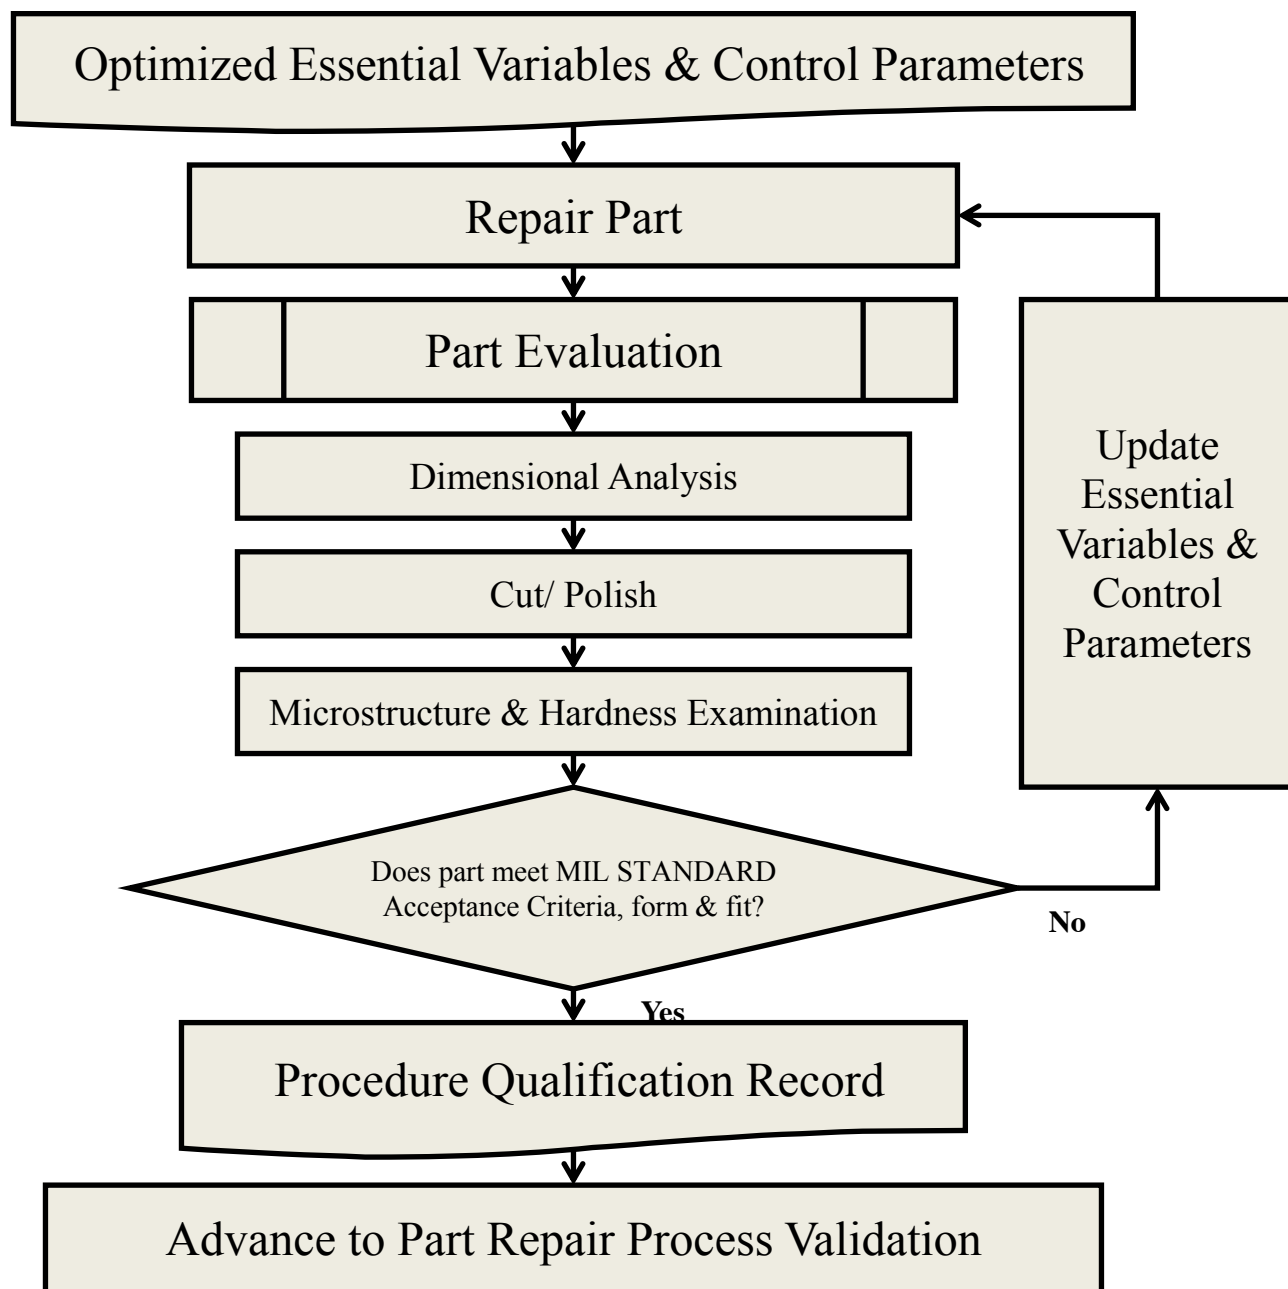 Optimized Essential Variables & Control Parameters
Repair Part
Part Evaluation
Dimensional Analysis
Cut/ Polish
Microstructure & Hardness Examination
Update
Essential
Variables &
Control
Parameters
Does part meet MIL STANDARD
Acceptance Criteria, form & fit?
No
Yes
Procedure Qualification Record
Advance to Part Repair Process Validation